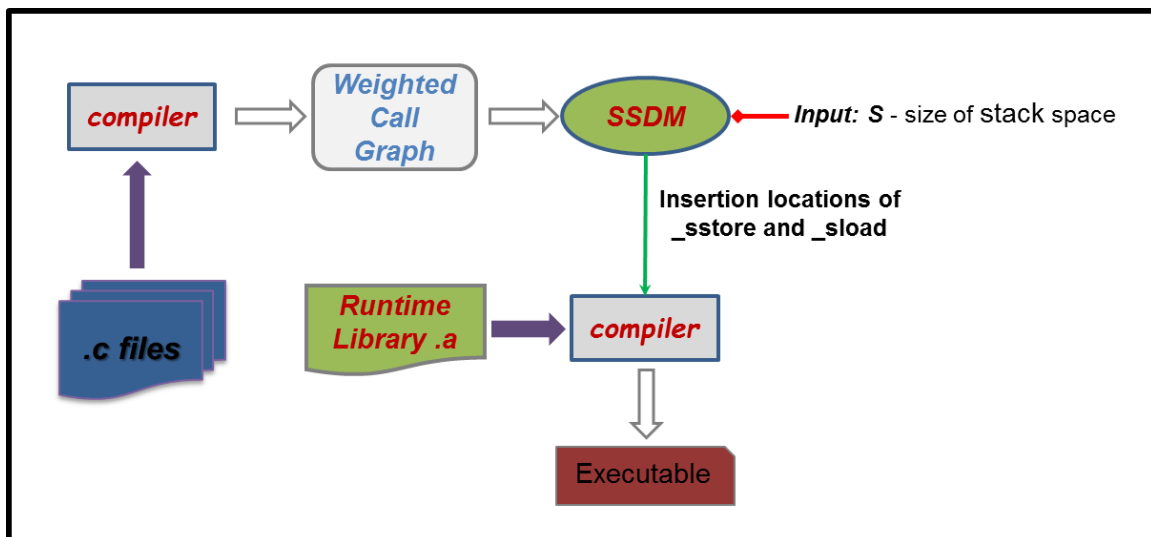 compiler
Weighted
Call
Graph
SSDM
Input: S - size of stack space
Insertion locations of
_sstore and _sload
.c files
Runtime
Library .a
compiler
Executable